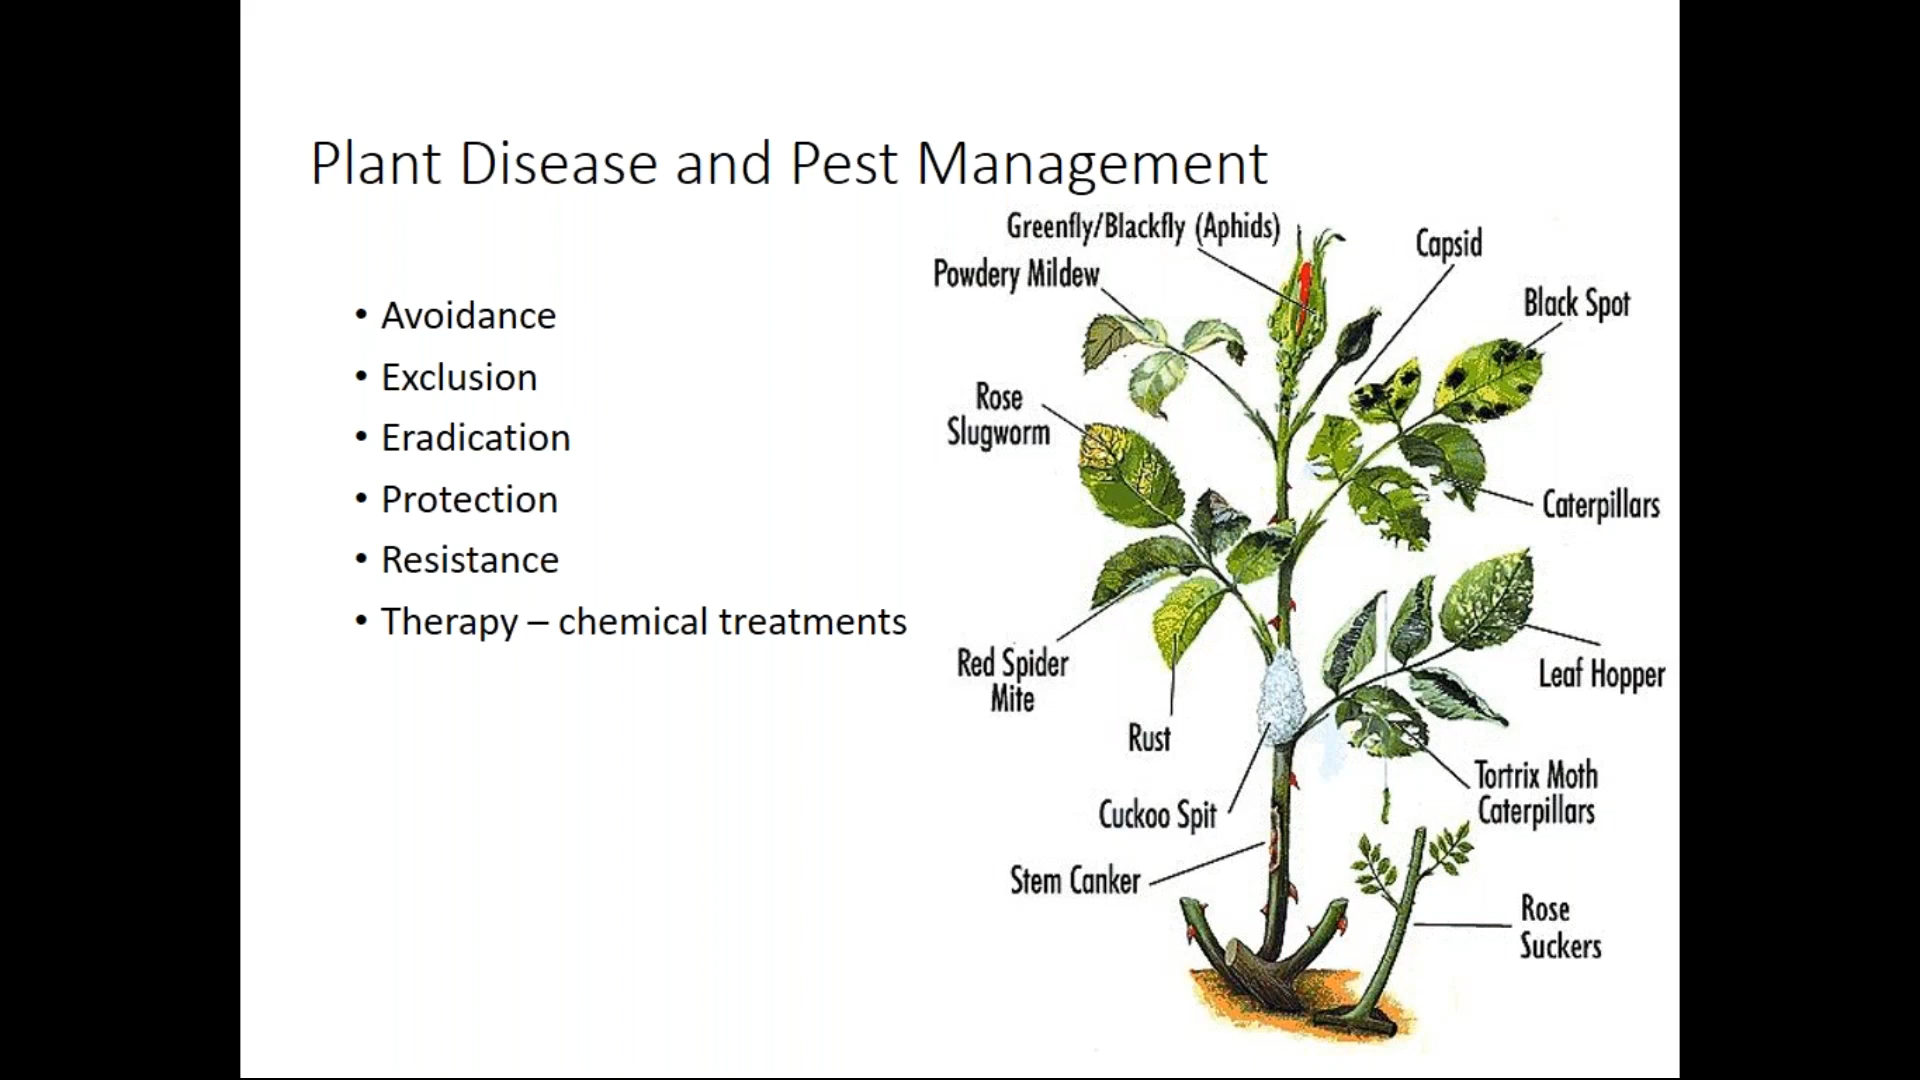 Plant Disease and Pest Management
• Avoidance
• Exclusion
• Eradication
• Protection
• Resistance
• Therapy – chemical treatments
Greenfly/Blackfly (Aphids)
Capsid
Powdery Mildew
Black Spot
Rose
Slugworm
Caterpillars
Red Spider
Mite
Leaf Hopper
Rust
Tortrix Moth
Caterpillars
Cuckoo Spit
Stem Canker
Rose
Suckers